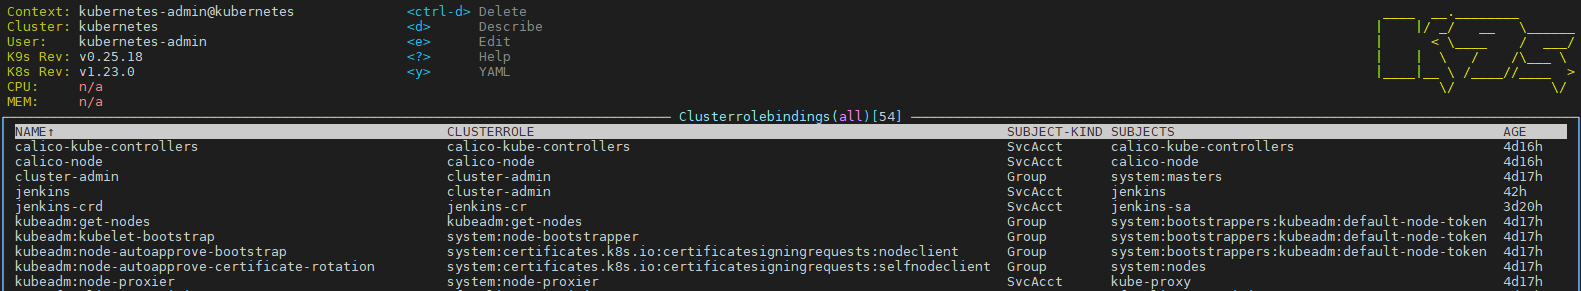 Context: kubernetes-admin@kubernetes <ctrl-d> Delete
Cluster: kubernetes <d> Describe
User: kubernetes-admin <e> Edit
K9s Rev: v0.25.18 <?> Help
K8s Rev: v1.23.0 <y> YAML
CPU: n/a
MEM: n/a
Clusterrolebindings(all)[54]
NAME↑ CLUSTERROLE SUBJECT-KIND SUBJECTS AGE
calico-kube-controllers calico-kube-controllers SvcAcct calico-kube-controllers 4d16h
calico-node calico-node SvcAcct calico-node 4d16h
cluster-admin cluster-admin Group system:masters 4d17h
jenkins cluster-admin SvcAcct jenkins 42h
jenkins-crd jenkins-cr SvcAcct jenkins-sa 3d20h
kubeadm:get-nodes kubeadm:get-nodes Group system:bootstrappers:kubeadm:default-node-token 4d17h
kubeadm:kubelet-bootstrap system:node-bootstrapper Group system:bootstrappers:kubeadm:default-node-token 4d17h
kubeadm:node-autoapprove-bootstrap system:certificates.k8s.io:certificatesigningrequests:nodeclient Group system:bootstrappers:kubeadm:default-node-token 4d17h
kubeadm:node-autoapprove-certificate-rotation system:certificates.k8s.io:certificatesigningrequests:selfnodeclient Group system:nodes 4d17h
kubeadm:node-proxier system:node-proxier SvcAcct kube-proxy 4d17h